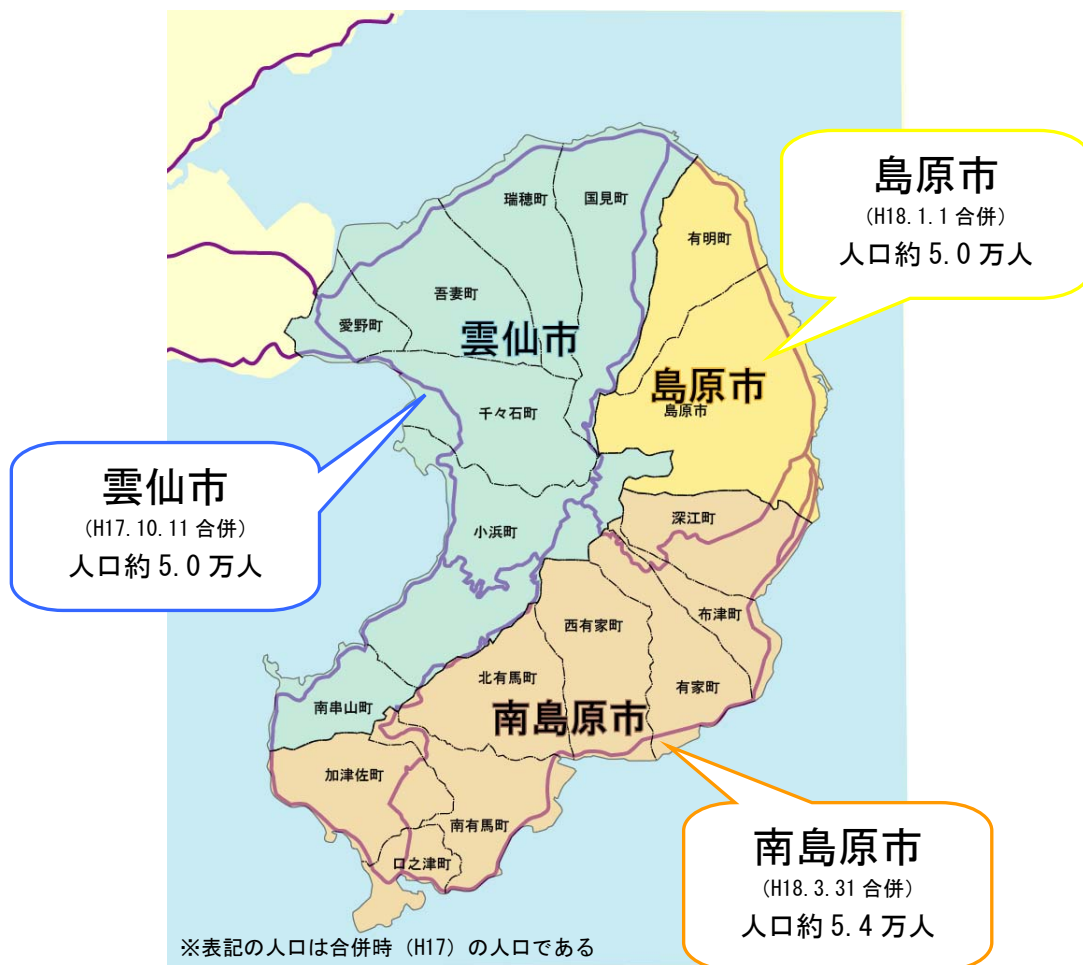 島原市
(H18.1.1 合併)
人口約 5.0 万人
瑞穂町
国見町
有明町
吾妻町
愛野町
雲仙市
島原市
島原市
千々石町
雲仙市
(H17.10.11 合併)
人口約 5.0 万人
小浜町
深江町
布津町
西有家町
北有馬町
有家町
南串山町
南島原市
加津佐町
南有馬町
口之津町
南島原市
(H18.3.31 合併)
人口約 5.4 万人
※表記の人口は合併時（H17）の人口である